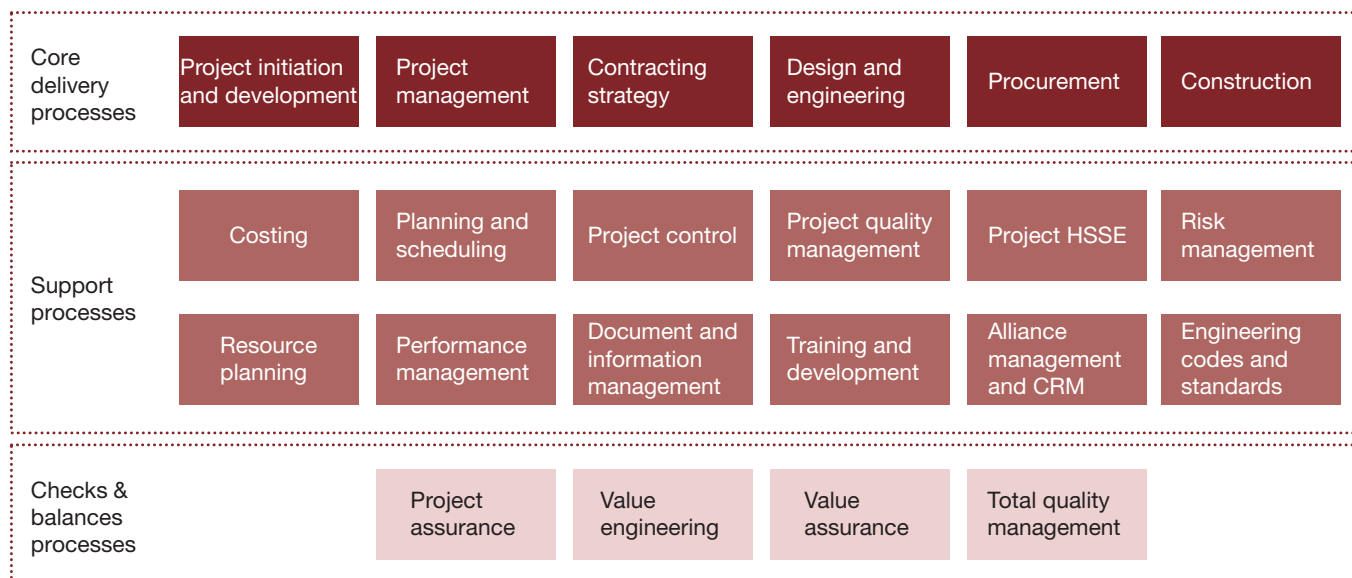 Core
delivery
processes
Project initiation
and development
Project
management
Contracting
strategy
Design and
engineering
Procurement
Construction
Support
processes
Costing
Planning and
scheduling
Project control
Project quality
management
Project HSSE
Risk
management
Resource
planning
Performance
management
Document and
information
management
Training and
development
Alliance
management
and CRM
Engineering
codes and
standards
Checks &
balances
processes
Project
assurance
Value
engineering
Value
assurance
Total quality
management